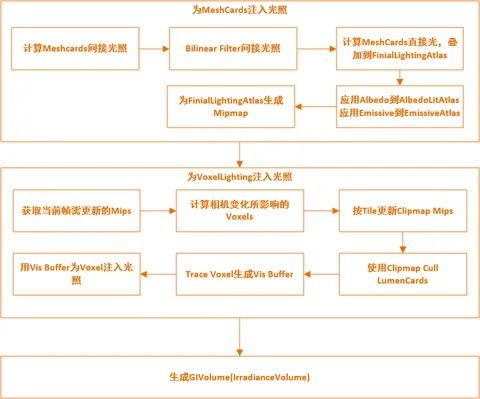 为MeshCards注入光照
计算Meshcards间接光照
Bilinear Filter间接光照
计算MeshCards直接光，叠
加到FinialLightingAtlas
为FinialLightingAtlas生成
Mipmap
应用Albedo到AlbedoLitAtlas
应用Emissive到EmissiveAtlas
为VoxelLighting注入光照
获取当前帧需更新的Mips
计算相机变化所影响的
Voxels
按Tile更新Clipmap Mips
用Vis Buffer为Voxel注入光
照
Trace Voxel生成Vis Buffer
使用Clipmap Cull
LumenCards
生成GIVolume(IrradianceVolume)